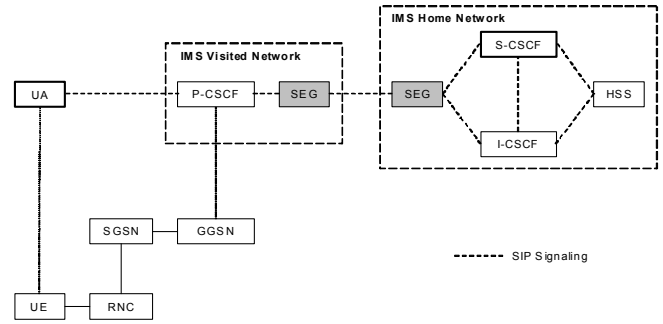 IMS Home Network
S-CSCF
IMS Visited Network
UA
P-CSCF
SEG
SEG
HSS
I-CSCF
SGSN
GGSN
SIP Signaling
UE
RNC